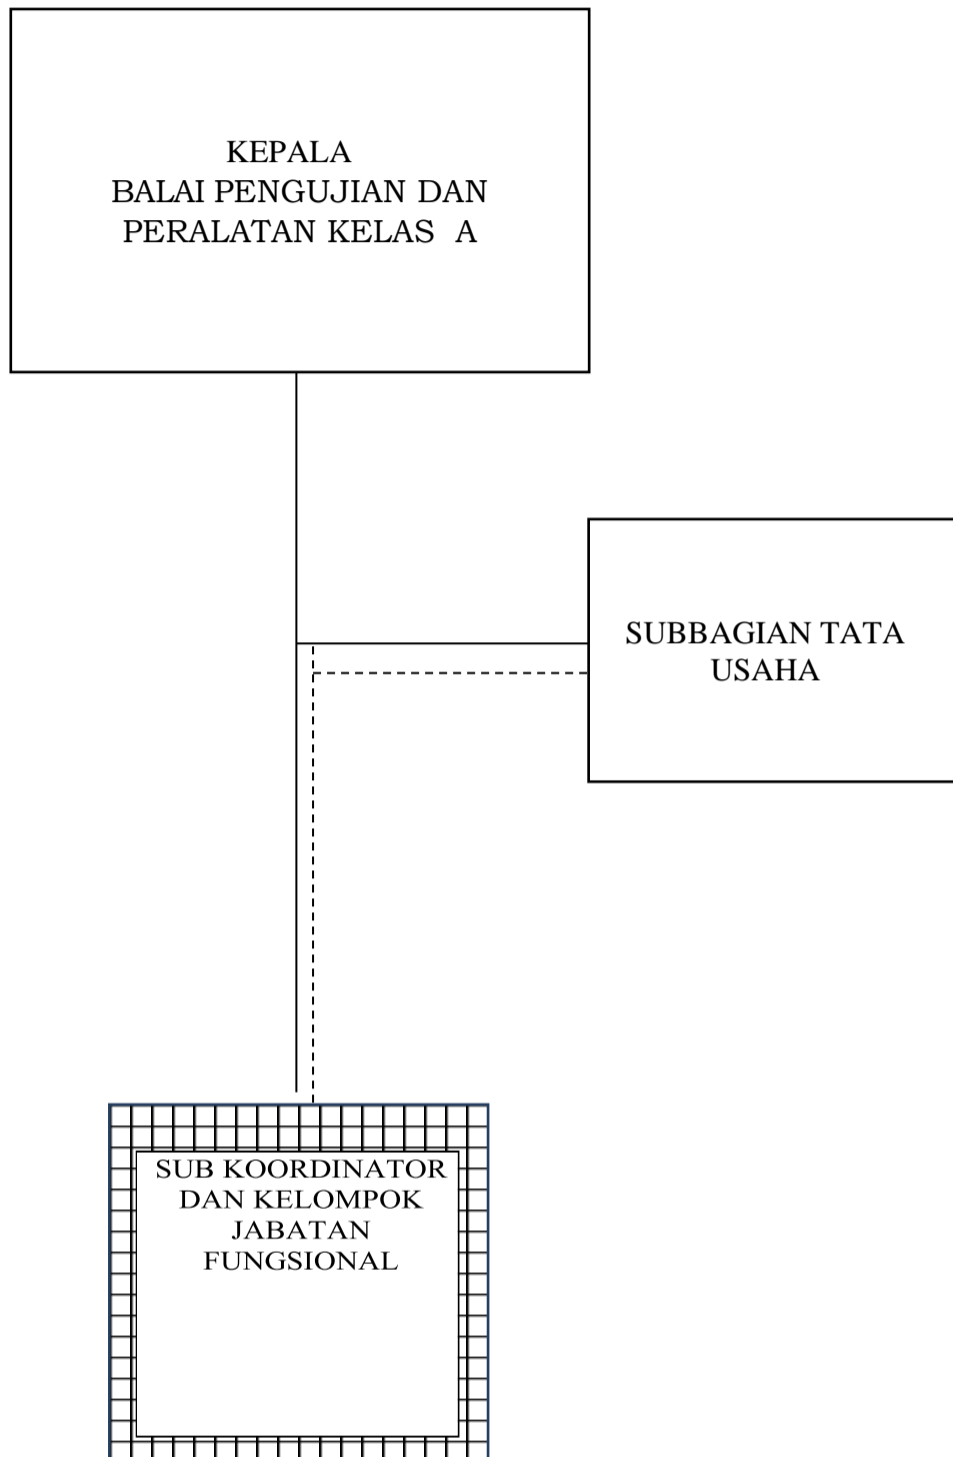 KEPALA
BALAI PENGUJIAN DAN
PERALATAN KELAS A
SUBBAGIAN TATA
USAHA
SUB KOORDINATOR
DAN KELOMPOK
JABATAN
FUNGSIONAL